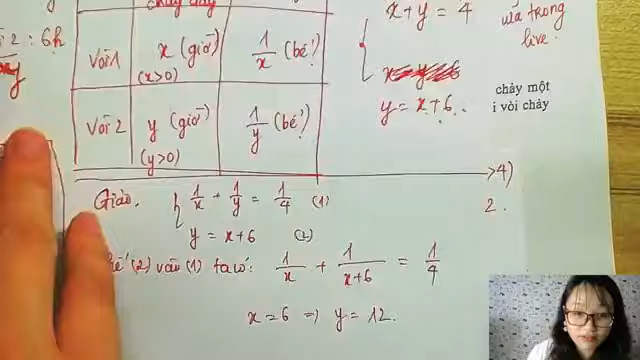 chảy đầy
x + y = 4
vừa trong
live.
2 : 6h
Vòi 1
x (giờ)
(x>0)
1/x (bể)
y = x + 6
chảy một
i vòi chảy
Vòi 2
y (giờ)
(y>0)
1/y (bể)
>4)
Giải.
1/x + 1/y = 1/4 (1)
2.
y = x+6 (2)
(2) vào (1) ta có: 1/x + 1/(x+6) = 1/4
x = 6 => y = 12.